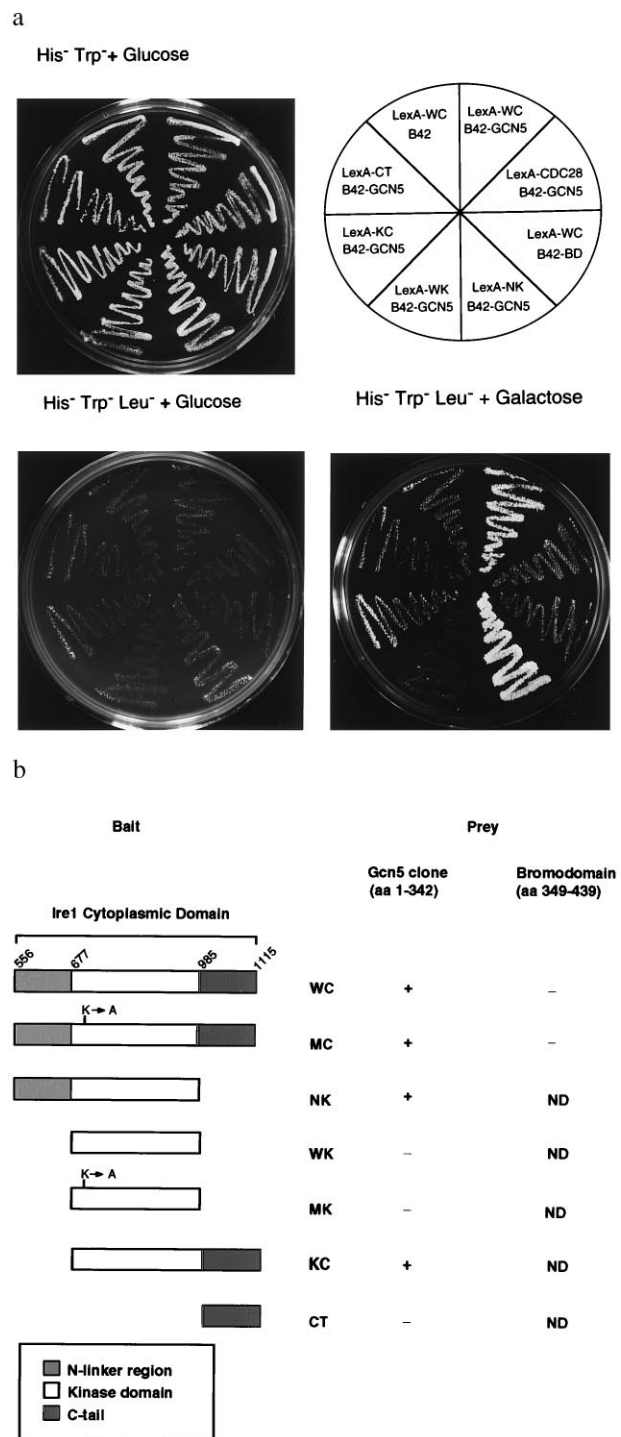 a
His⁻ Trp⁻+ Glucose
LexA-WC
B42
LexA-WC
B42-GCN5
LexA-CT
B42-GCN5
LexA-CDC28
B42-GCN5
LexA-KC
B42-GCN5
LexA-WC
B42-BD
LexA-WK
B42-GCN5
LexA-NK
B42-GCN5
His⁻ Trp⁻ Leu⁻ + Glucose
His⁻ Trp⁻ Leu⁻ + Galactose
b
Bait
Prey
Gcn5 clone
(aa 1-342)
Bromodomain
(aa 349-439)
Ire1 Cytoplasmic Domain
556 677 985 1115
WC + –
K→ A
MC + –
NK + ND
WK – ND
K→ A
MK – ND
KC + ND
CT – ND
N-linker region
Kinase domain
C-tail